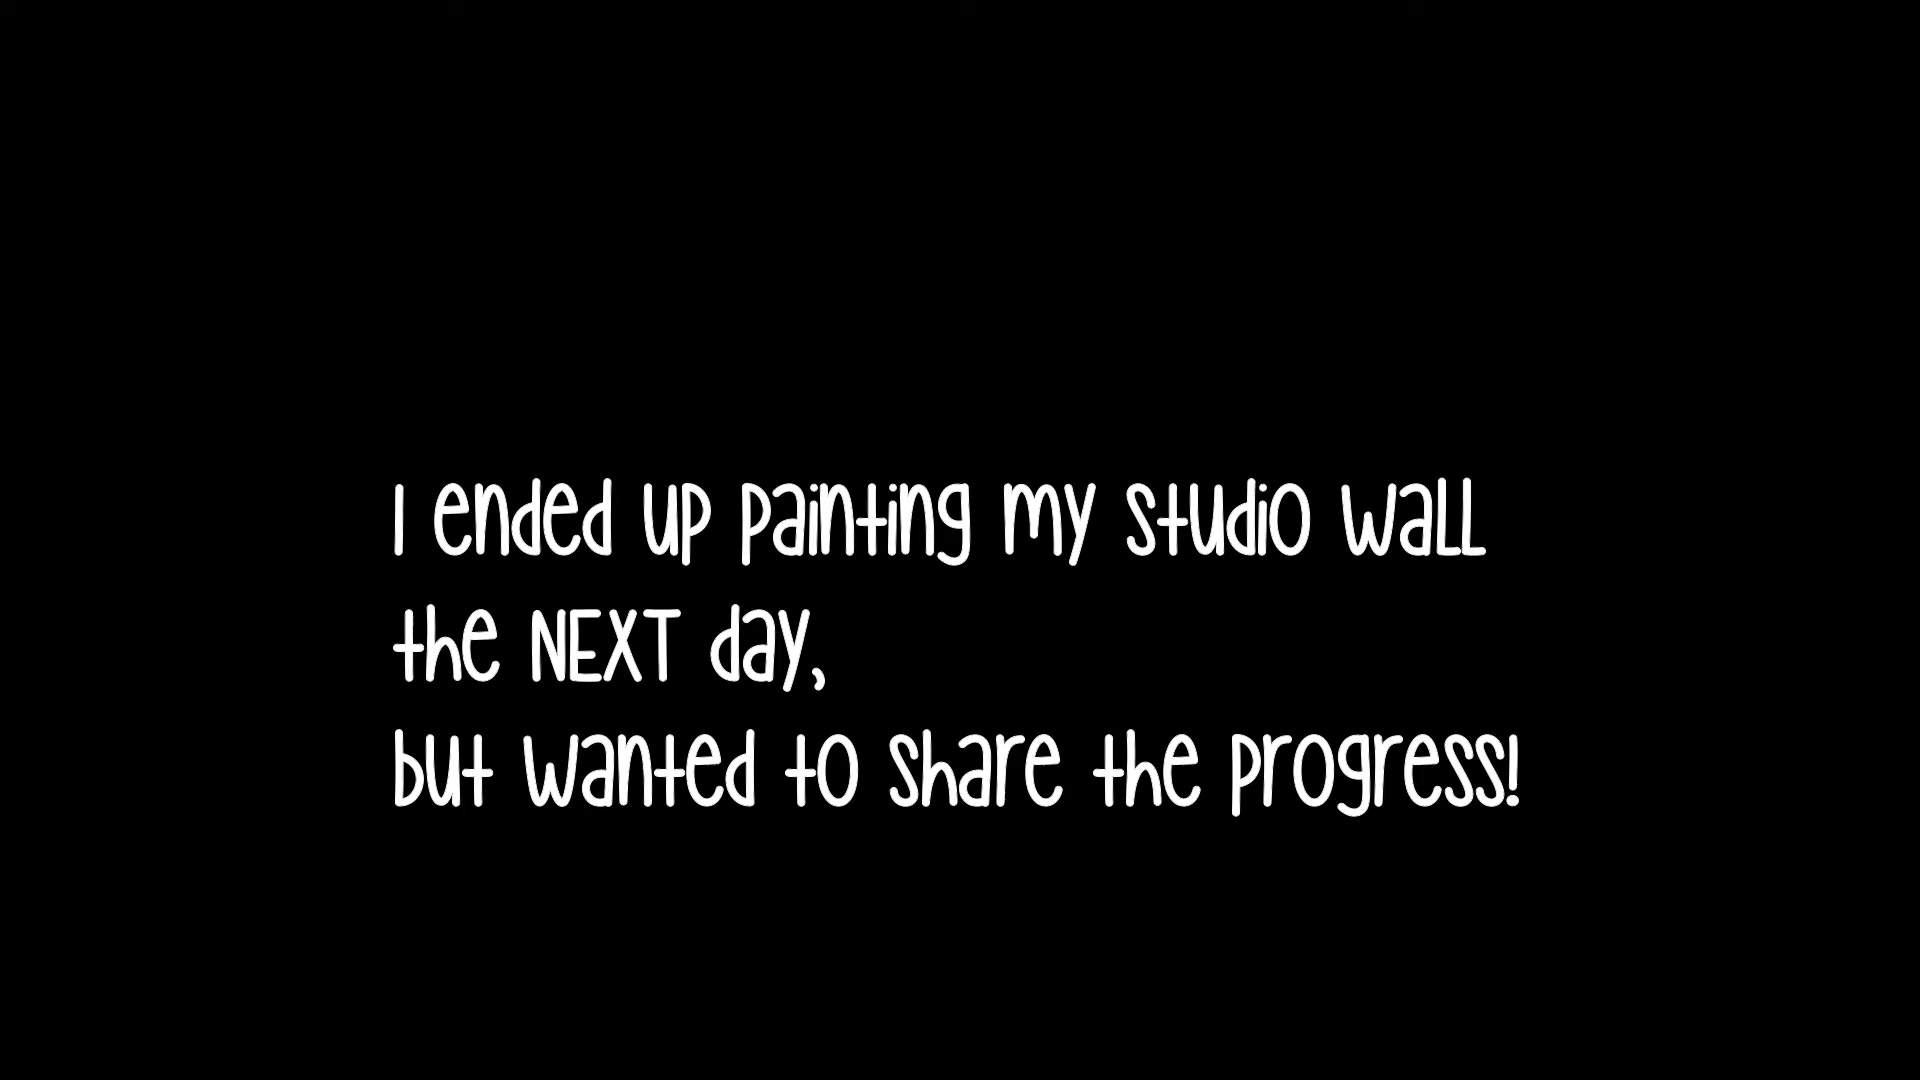 I ended up painting my studio wall
the NEXT day,
but wanted to share the progress!